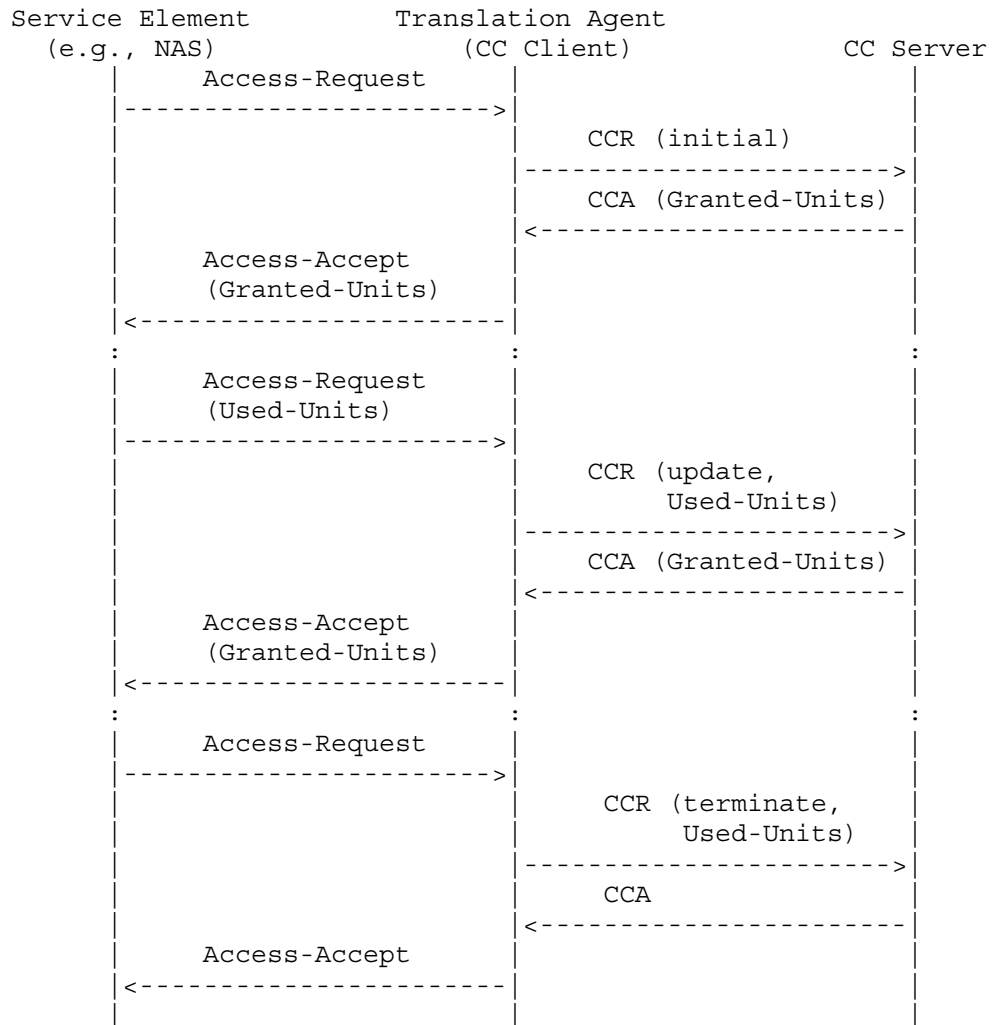 Service Element Translation Agent
(e.g., NAS) (CC Client) CC Server
Access-Request
CCR (initial)
CCA (Granted-Units)
Access-Accept
(Granted-Units)
Access-Request
(Used-Units)
CCR (update,
Used-Units)
CCA (Granted-Units)
Access-Accept
(Granted-Units)
Access-Request
CCR (terminate,
Used-Units)
CCA
Access-Accept